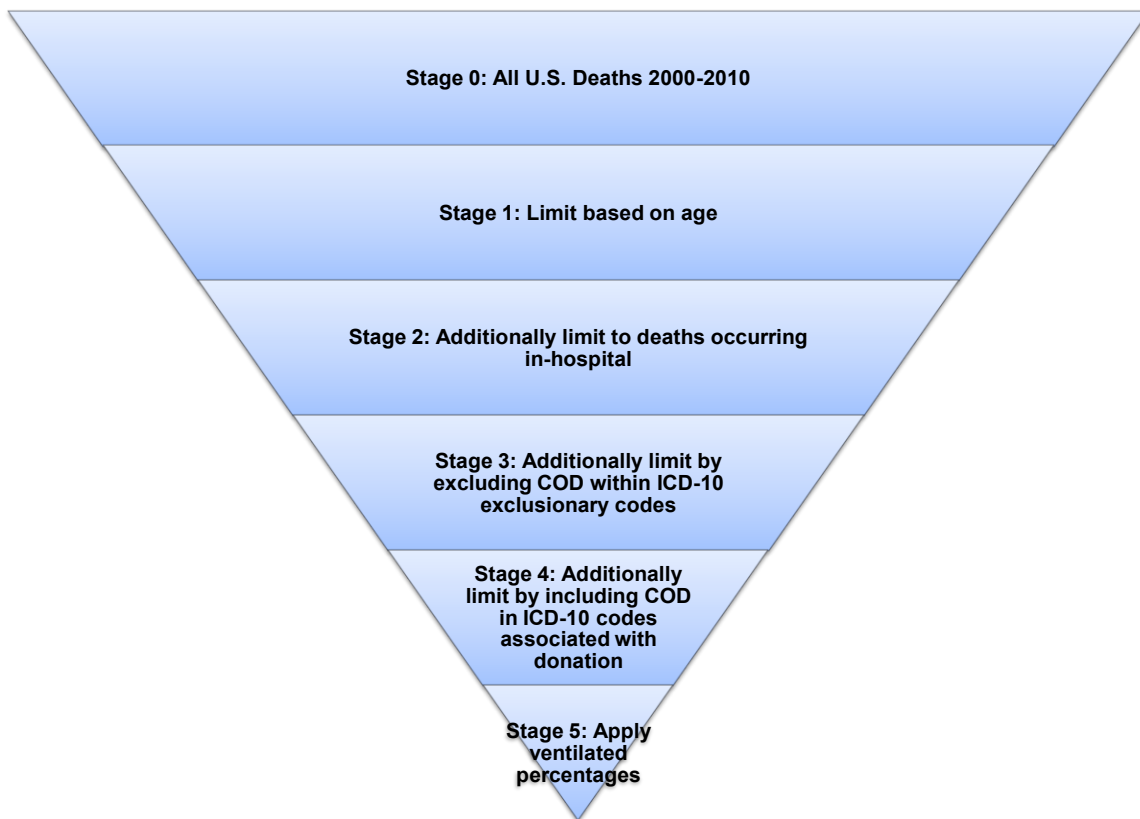 Stage 0: All U.S. Deaths 2000-2010
Stage 1: Limit based on age
Stage 2: Additionally limit to deaths occurring
in-hospital
Stage 3: Additionally limit by
excluding COD within ICD-10
exclusionary codes
Stage 4: Additionally
limit by including COD
in ICD-10 codes
associated with
donation
Stage 5: Apply
ventilated
percentages